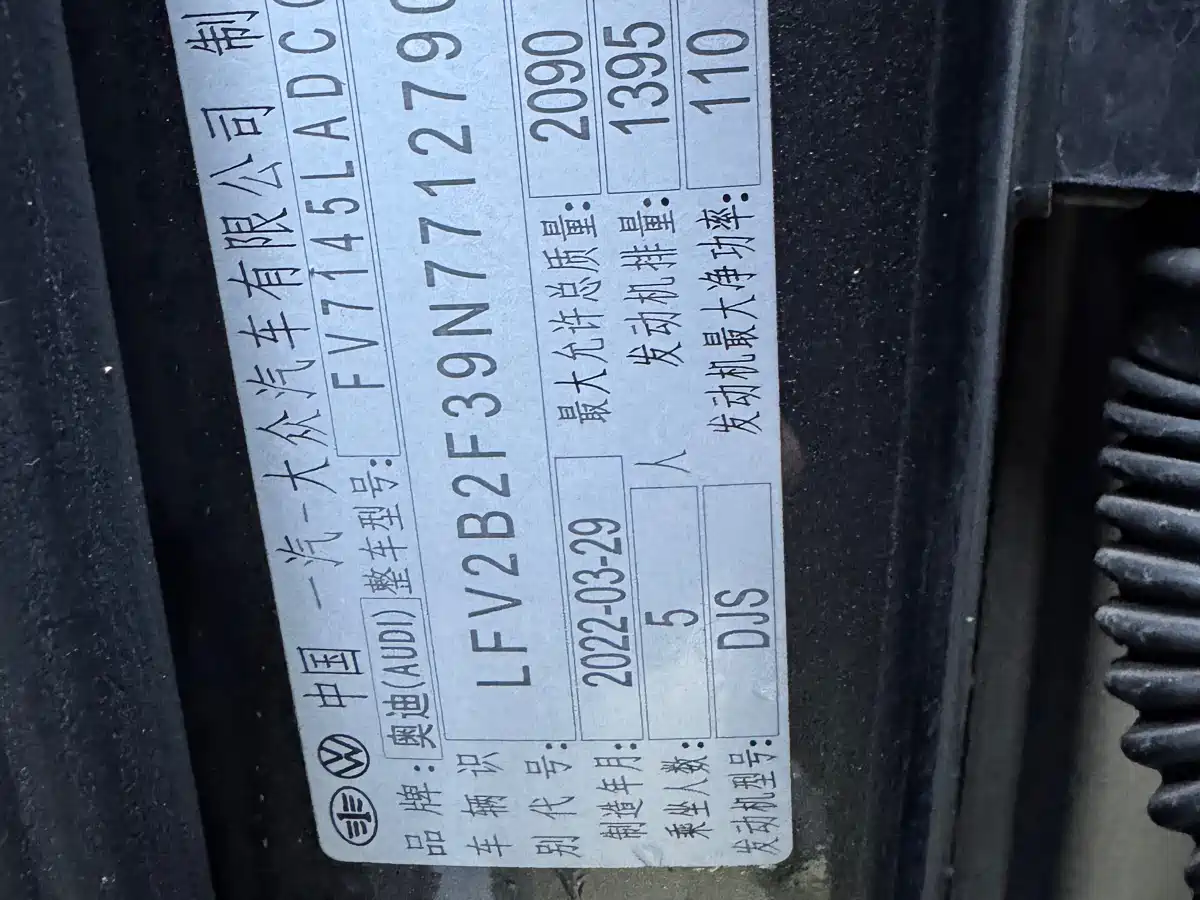 中国 一汽-大众汽车有限公司 制
品牌: 奥迪(AUDI) 整车型号: FV7145LADC
车辆识别代号: LFV2B2F39N771279
制造年月: 2022-03-29 最大允许总质量: 2090
乘坐人数: 5 人 发动机排量: 1395
发动机型号: DJS 发动机最大净功率: 110